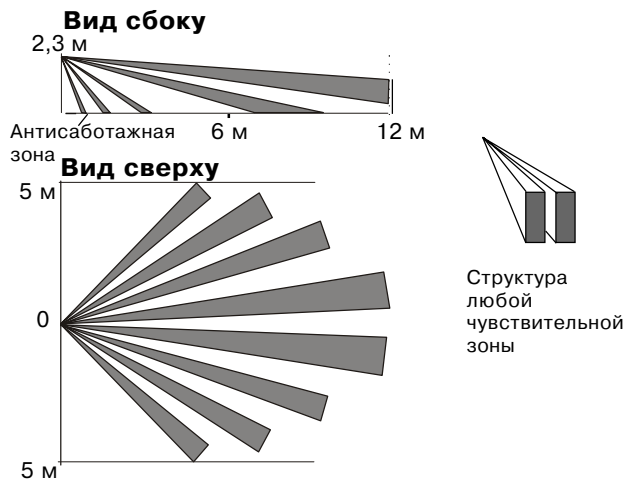 Вид сбоку
2,3 м
Антисаботажная
зона
6 м
12 м
Вид сверху
5 м
0
5 м
Структура
любой
чувствительной
зоны